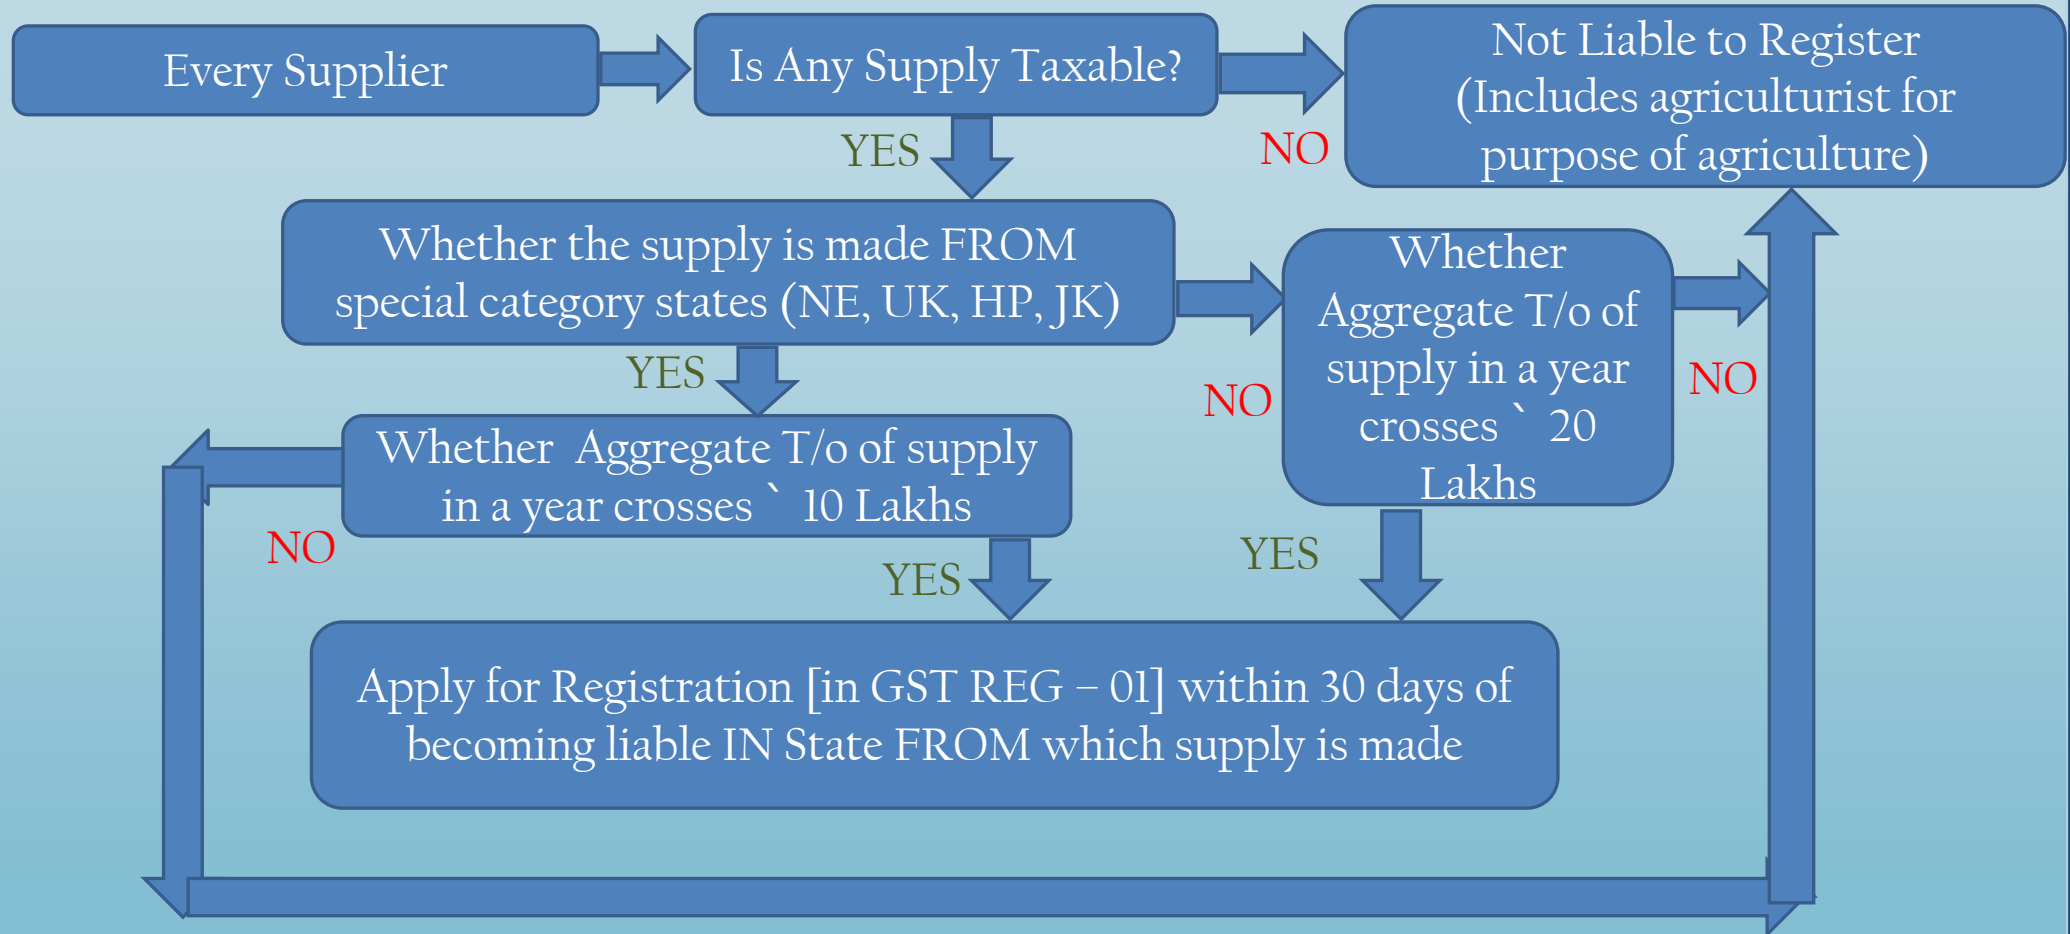 Every Supplier
Is Any Supply Taxable?
Not Liable to Register
(Includes agriculturist for
purpose of agriculture)
YES
NO
Whether the supply is made FROM
special category states (NE, UK, HP, JK)
Whether
Aggregate T/o of
supply in a year
crosses ` 20
Lakhs
YES
NO
NO
Whether Aggregate T/o of supply
in a year crosses ` 10 Lakhs
NO
YES
YES
Apply for Registration [in GST REG – 01] within 30 days of
becoming liable IN State FROM which supply is made